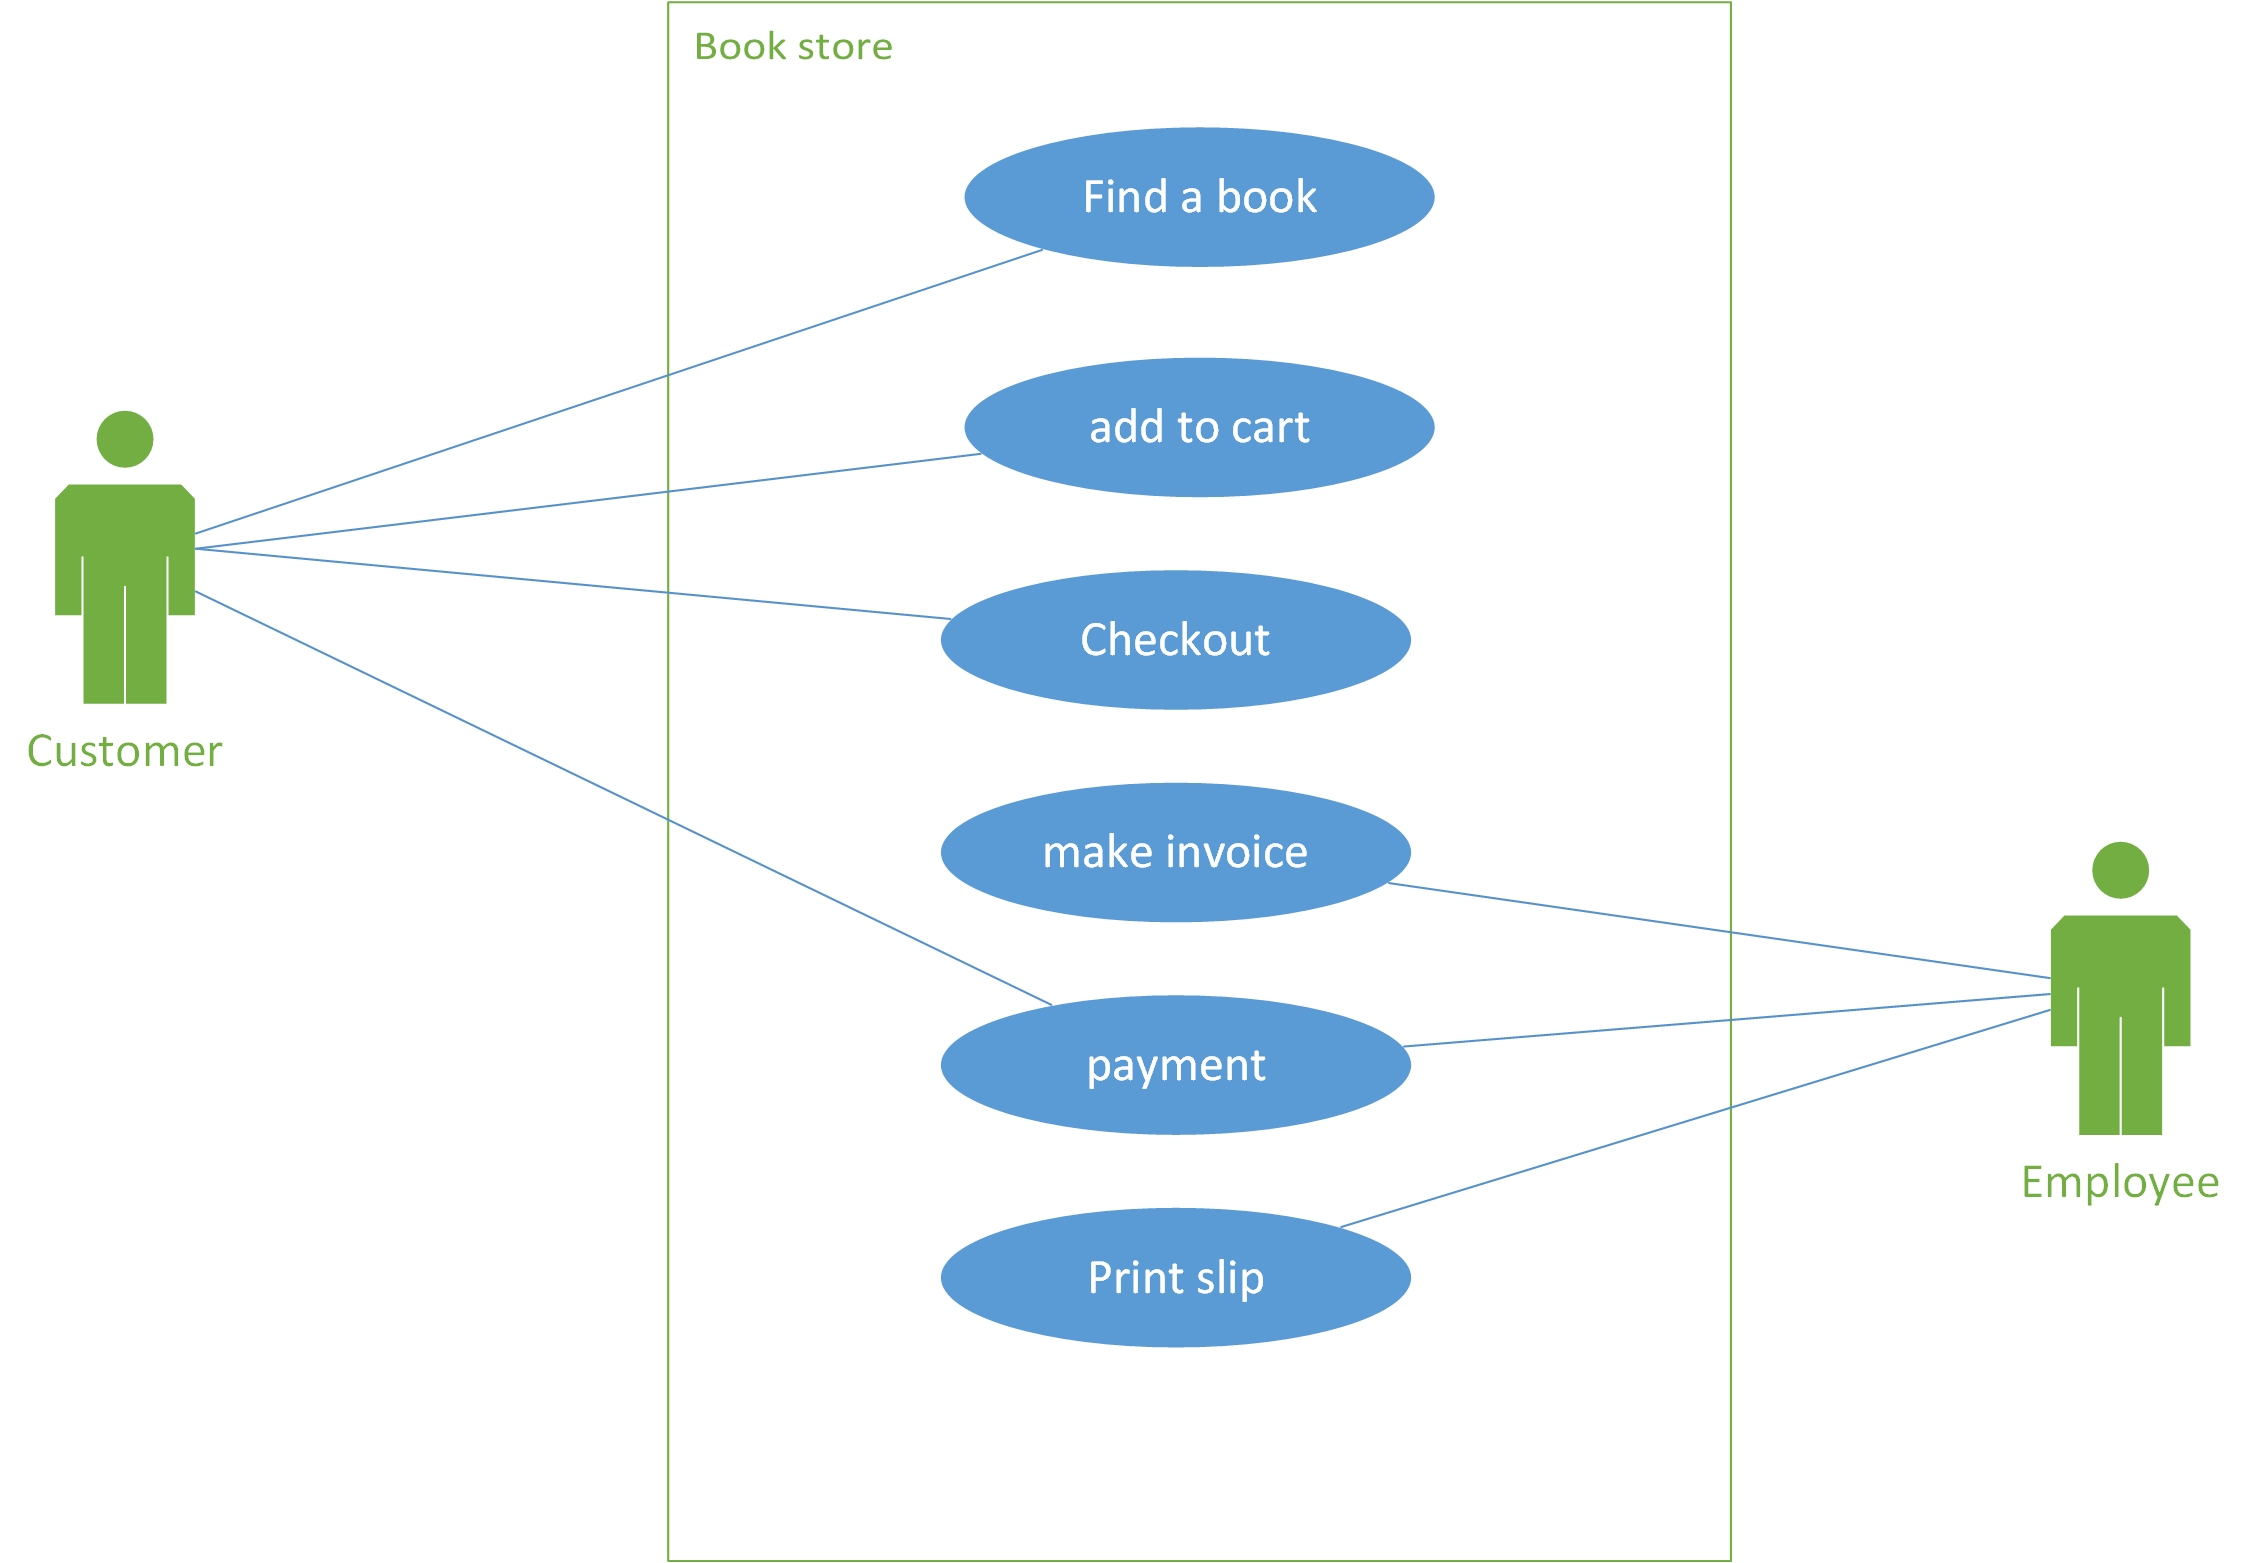 Book store
Find a book
add to cart
Checkout
Customer
make invoice
payment
Employee
Print slip